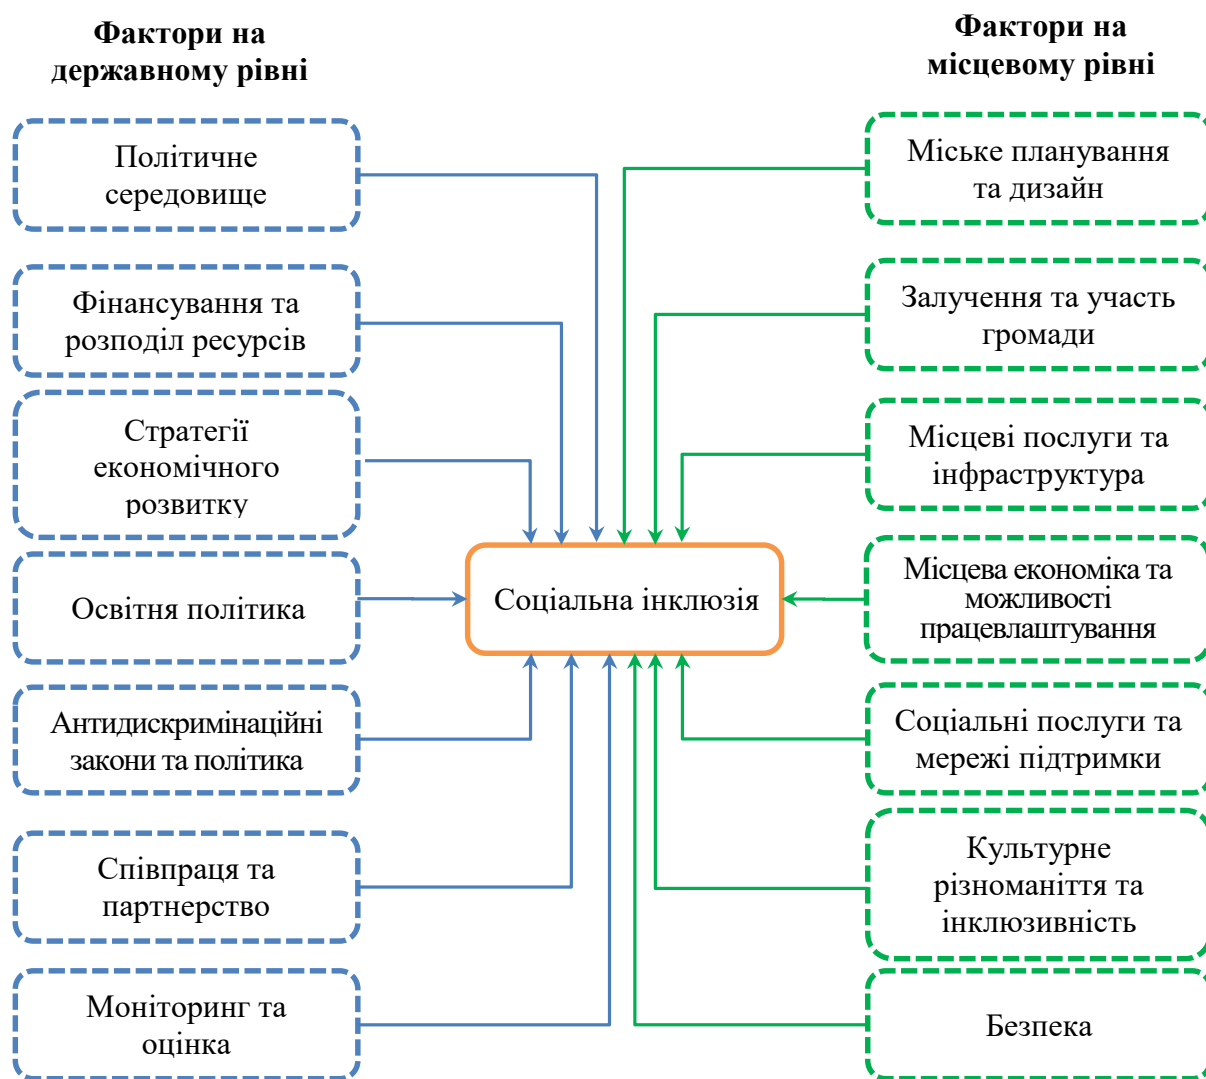 Фактори на
державному рівні
Політичне
середовище
Фінансування та
розподіл ресурсів
Стратегії
економічного
розвитку
Освітня політика
Антидискримінаційні
закони та політика
Співпраця та
партнерство
Моніторинг та
оцінка
Соціальна інклюзія
Фактори на
місцевому рівні
Міське планування
та дизайн
Залучення та участь
громади
Місцеві послуги та
інфраструктура
Місцева економіка та
можливості
працевлаштування
Соціальні послуги та
мережі підтримки
Культурне
різноманіття та
інклюзивність
Безпека